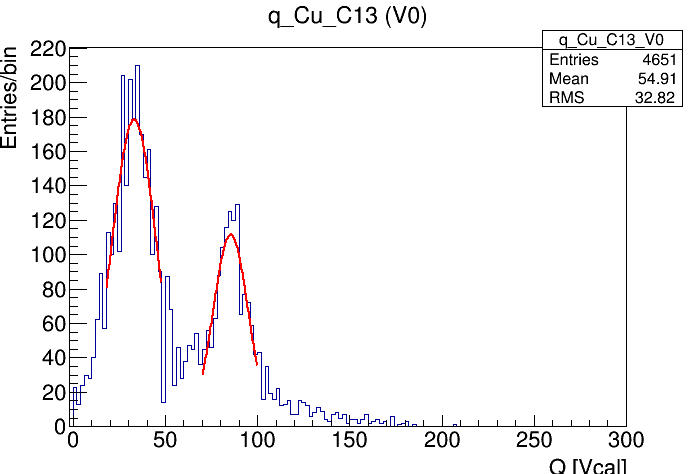 q_Cu_C13 (V0)
q_Cu_C13_V0
Entries 4651
Mean 54.91
RMS 32.82
Entries/bin
220
200
180
160
140
120
100
80
60
40
20
0
0 50 100 150 200 250 300
Q [Vcal]